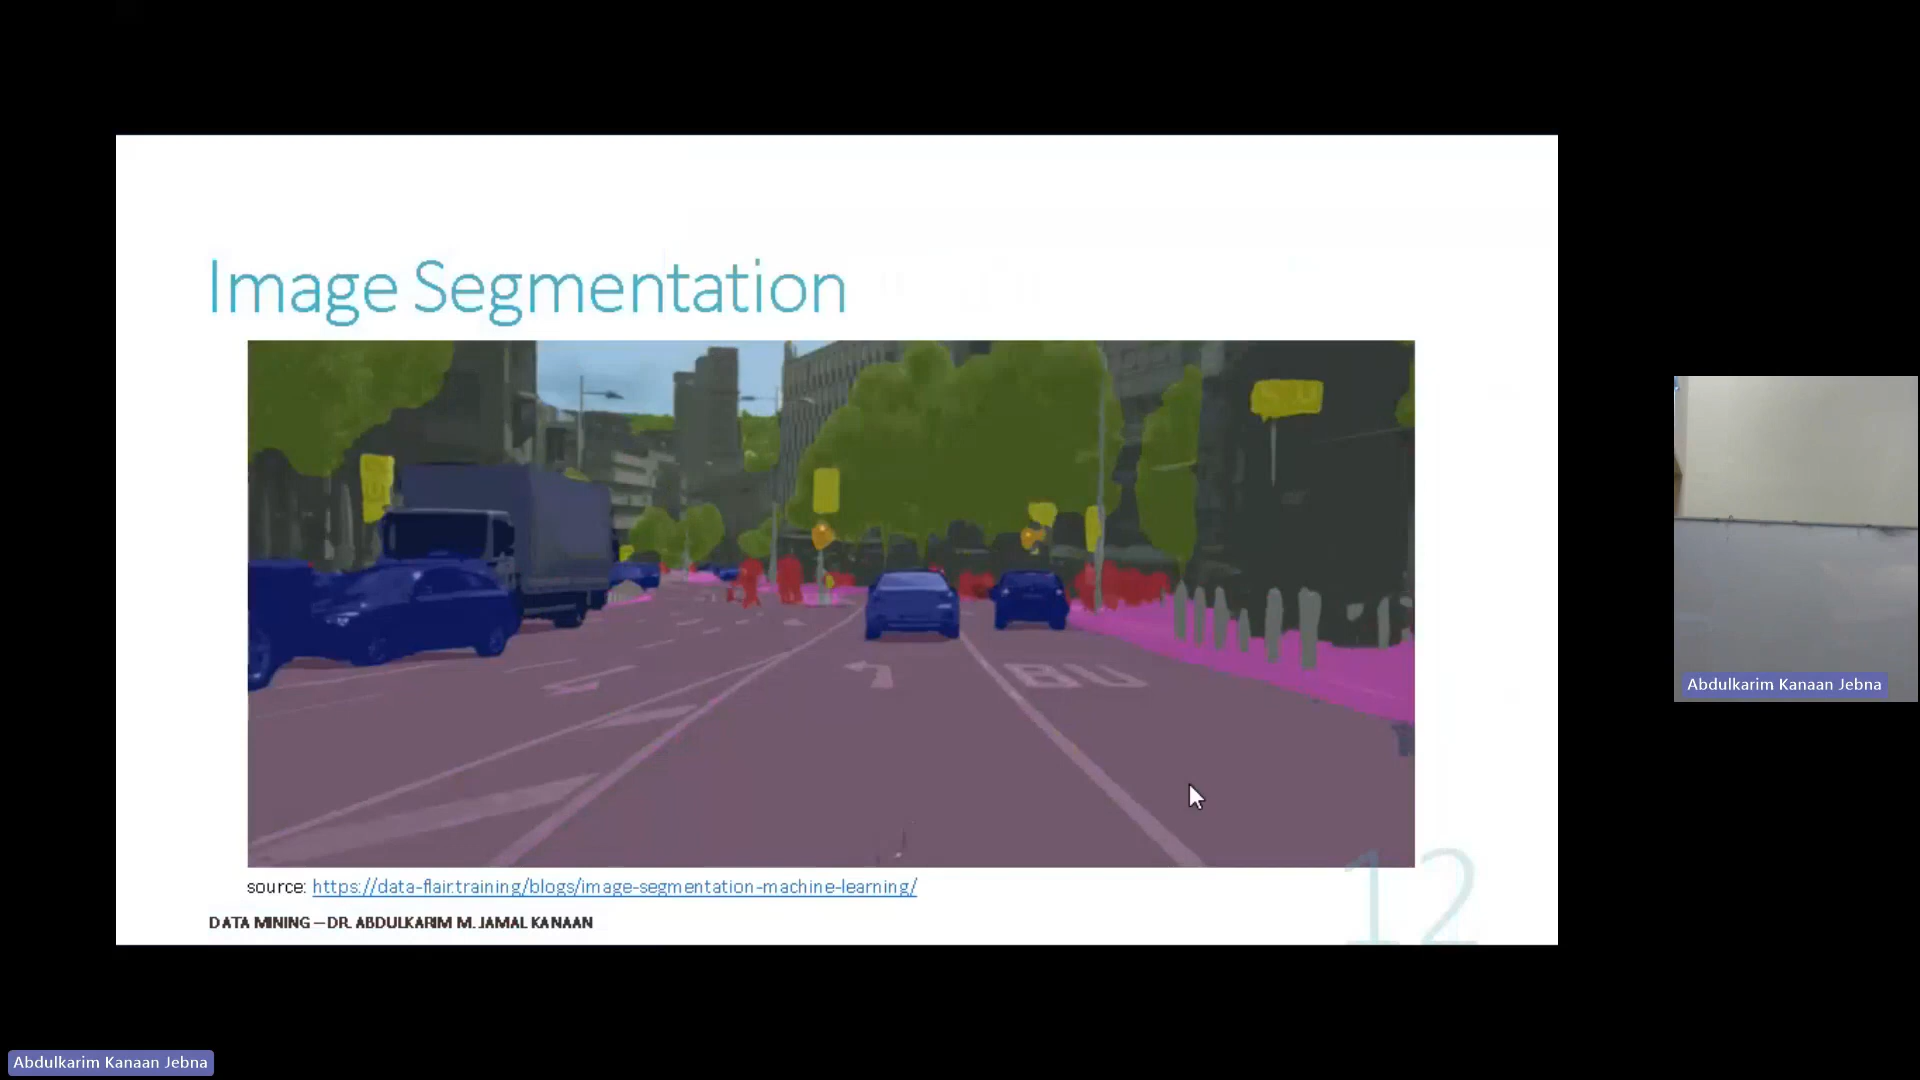 Image Segmentation
BU
source: https://data-flair.training/blogs/image-segmentation-machine-learning/
DATA MINING – DR. ABDULKARIM M. JAMAL KANAAN
12
Abdulkarim Kanaan Jebna
Abdulkarim Kanaan Jebna